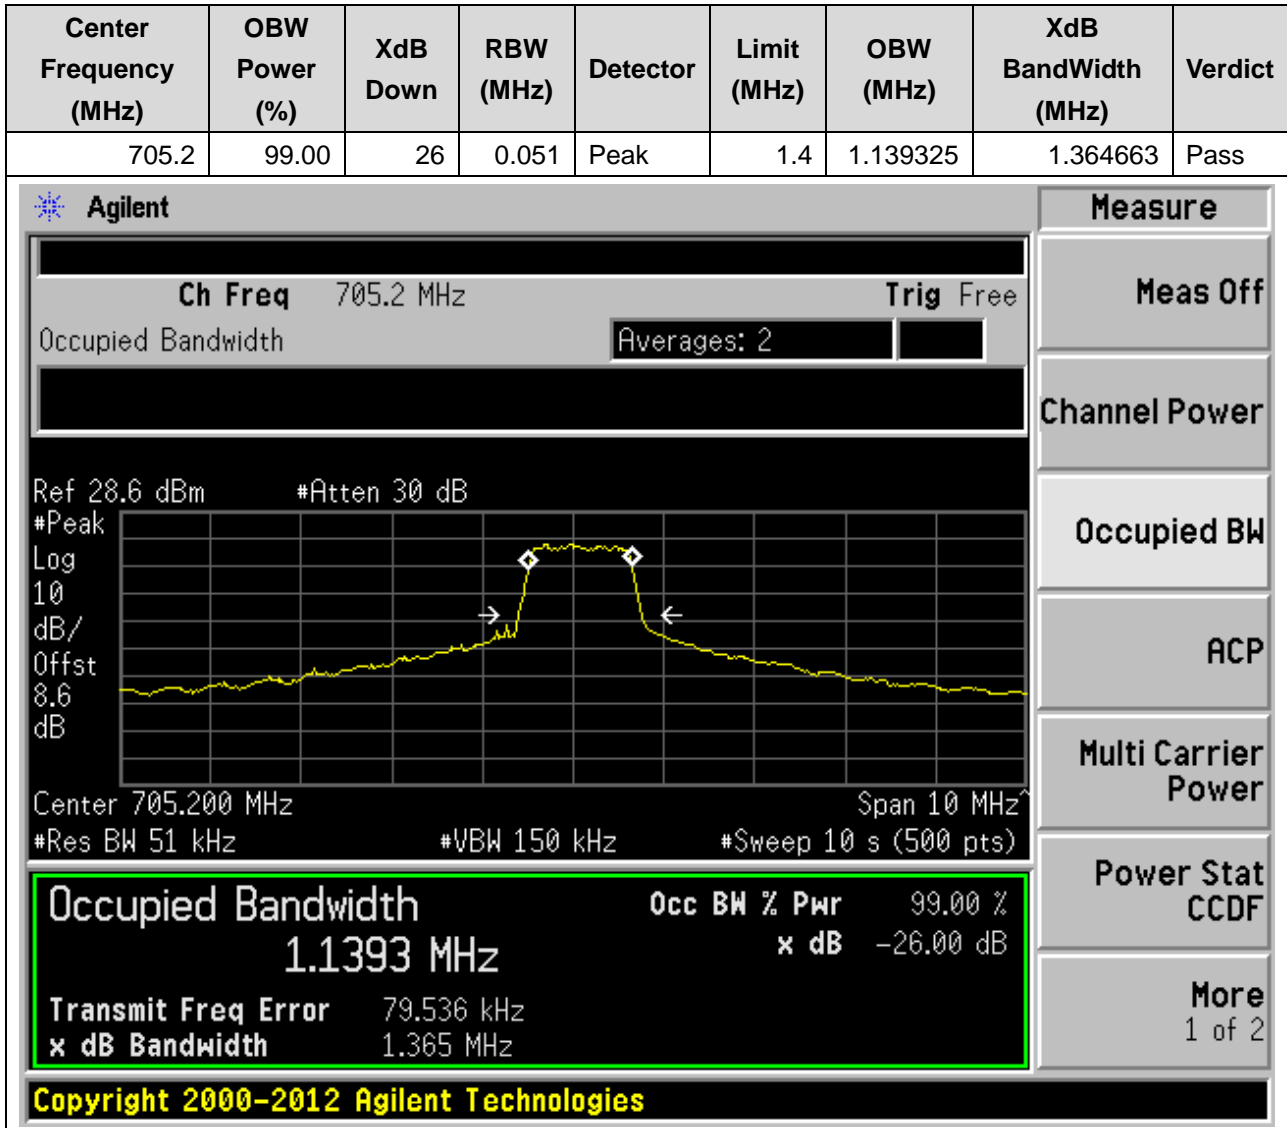 Center Frequency (MHz) OBW Power (%) XdB Down RBW (MHz) Detector Limit (MHz) OBW (MHz) XdB BandWidth (MHz) Verdict
705.2 99.00 26 0.051 Peak 1.4 1.139325 1.364663 Pass
Agilent
Measure
Ch Freq 705.2 MHz Trig Free
Occupied Bandwidth Averages: 2
Meas Off
Channel Power
Occupied BW
ACP
Multi Carrier
Power
Power Stat
CCDF
More
1 of 2
Ref 28.6 dBm #Atten 30 dB
#Peak
Log
10
dB/
Offst
8.6
dB
Center 705.200 MHz Span 10 MHz^
#Res BW 51 kHz #VBW 150 kHz #Sweep 10 s (500 pts)
Occupied Bandwidth Occ BW % Pwr 99.00 %
1.1393 MHz x dB -26.00 dB
Transmit Freq Error 79.536 kHz
x dB Bandwidth 1.365 MHz
Copyright 2000-2012 Agilent Technologies